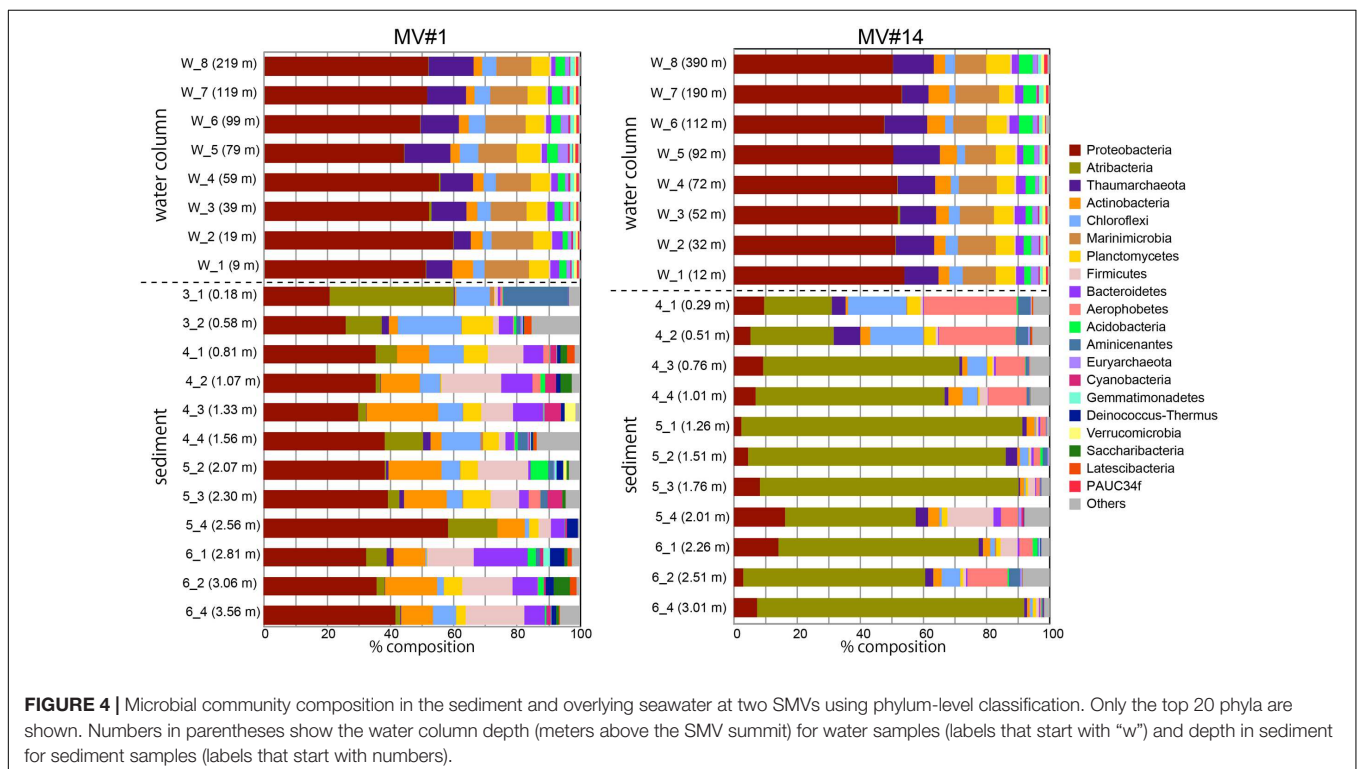 MV#1
MV#14
water column
W_8 (219 m)
W_7 (119 m)
W_6 (99 m)
W_5 (79 m)
W_4 (59 m)
W_3 (39 m)
W_2 (19 m)
W_1 (9 m)
sediment
3_1 (0.18 m)
3_2 (0.58 m)
4_1 (0.81 m)
4_2 (1.07 m)
4_3 (1.33 m)
4_4 (1.56 m)
5_2 (2.07 m)
5_3 (2.30 m)
5_4 (2.56 m)
6_1 (2.81 m)
6_2 (3.06 m)
6_4 (3.56 m)
0 20 40 60 80 100
% composition
water column
W_8 (390 m)
W_7 (190 m)
W_6 (112 m)
W_5 (92 m)
W_4 (72 m)
W_3 (52 m)
W_2 (32 m)
W_1 (12 m)
sediment
4_1 (0.29 m)
4_2 (0.51 m)
4_3 (0.76 m)
4_4 (1.01 m)
5_1 (1.26 m)
5_2 (1.51 m)
5_3 (1.76 m)
5_4 (2.01 m)
6_1 (2.26 m)
6_2 (2.51 m)
6_4 (3.01 m)
0 20 40 60 80 100
% composition
Proteobacteria
Atribacteria
Thaumarchaeota
Actinobacteria
Chloroflexi
Marinimicrobia
Planctomycetes
Firmicutes
Bacteroidetes
Aerophobetes
Acidobacteria
Aminicenantes
Euryarchaeota
Cyanobacteria
Gemmatimonadetes
Deinococcus-Thermus
Verrucomicrobia
Saccharibacteria
Latescibacteria
PAUC34f
Others
FIGURE 4 | Microbial community composition in the sediment and overlying seawater at two SMVs using phylum-level classification. Only the top 20 phyla are
shown. Numbers in parentheses show the water column depth (meters above the SMV summit) for water samples (labels that start with “w”) and depth in sediment
for sediment samples (labels that start with numbers).